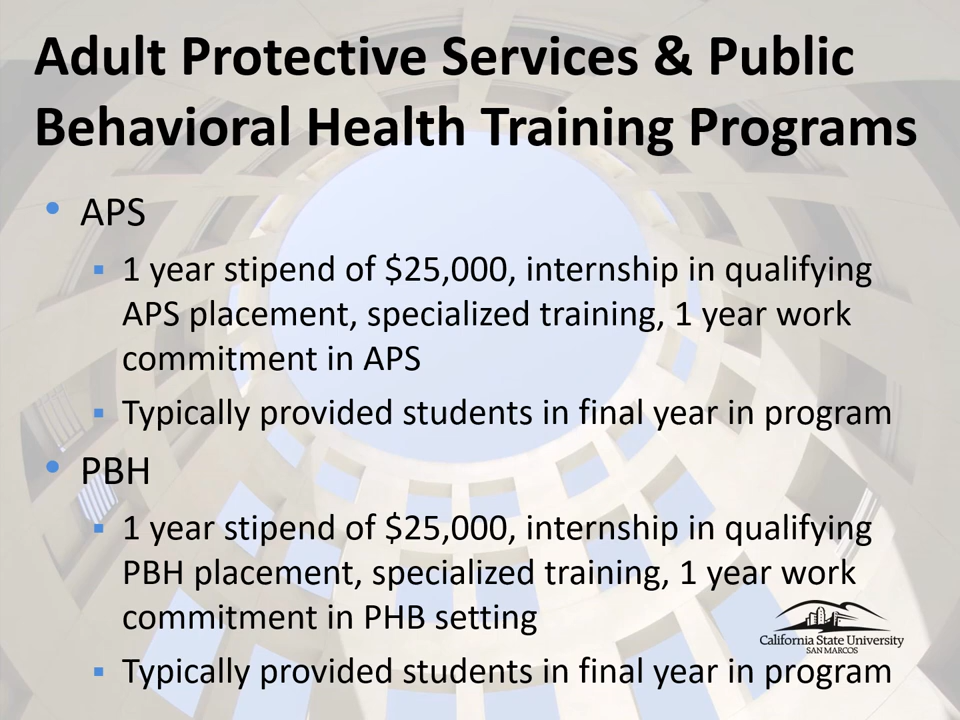 Adult Protective Services & Public
Behavioral Health Training Programs
• APS
▪ 1 year stipend of $25,000, internship in qualifying
APS placement, specialized training, 1 year work
commitment in APS
▪ Typically provided students in final year in program
• PBH
▪ 1 year stipend of $25,000, internship in qualifying
PBH placement, specialized training, 1 year work
commitment in PHB setting
▪ Typically provided students in final year in program
California State University
SAN MARCOS